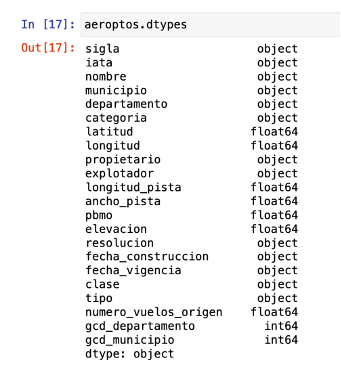 In [17]: aeroptos.dtypes
Out[17]: sigla object
iata object
nombre object
municipio object
departamento object
categoria object
latitud float64
longitud float64
propietario object
explotador object
longitud_pista float64
ancho_pista float64
pbmo float64
elevacion float64
resolucion object
fecha_construccion object
fecha_vigencia object
clase object
tipo object
numero_vuelos_origen float64
gcd_departamento int64
gcd_municipio int64
dtype: object